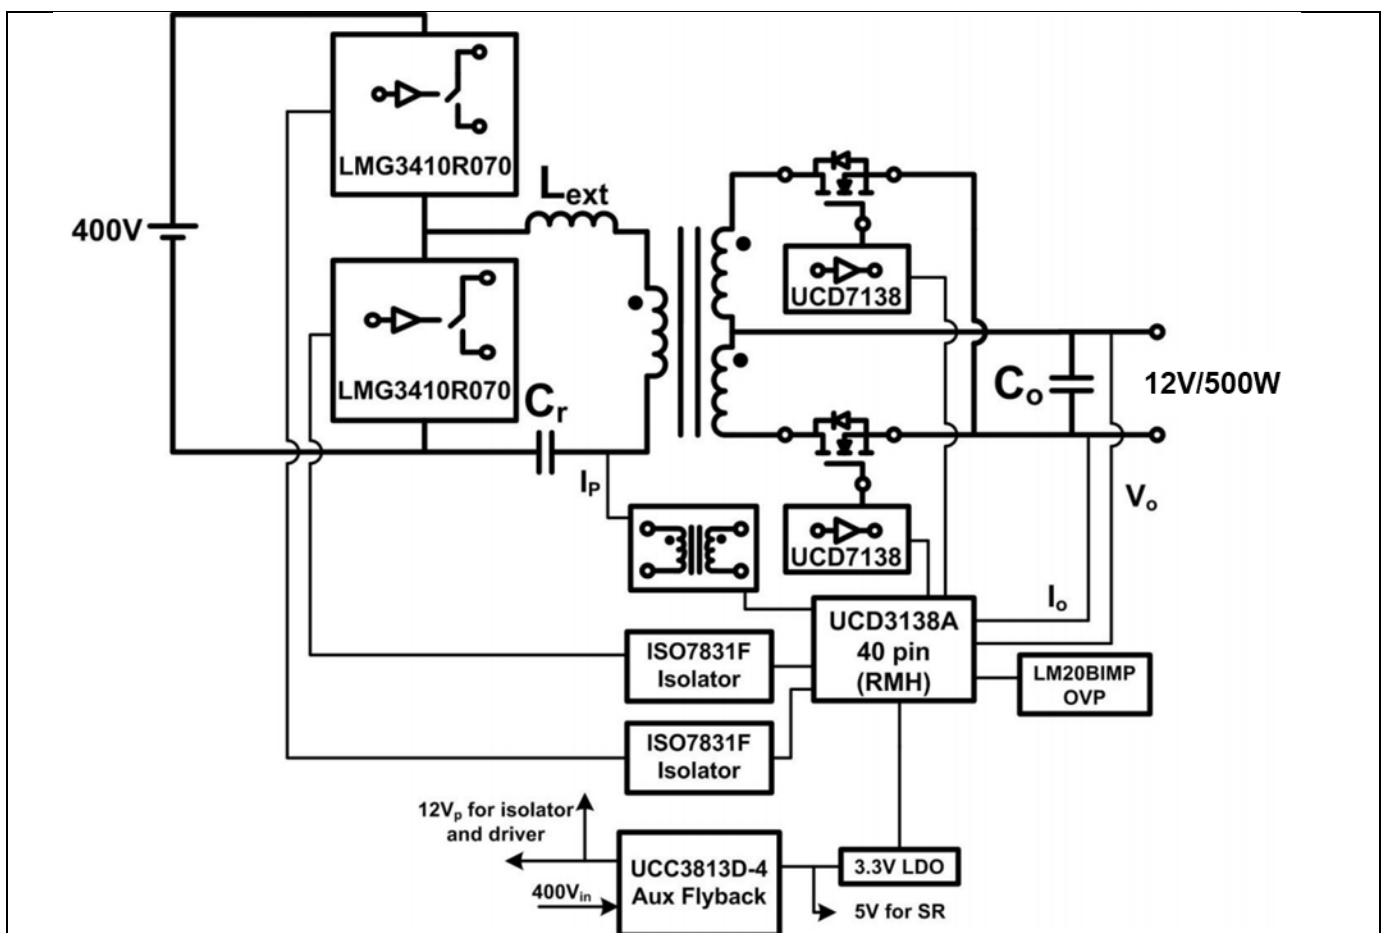 LMG3410R070
Lext
400V
UCD7138
LMG3410R070
Cr
Co
12V/500W
IP
Vo
UCD7138
Io
UCD3138A
40 pin
(RMH)
ISO7831F
Isolator
LM20BIMP
OVP
ISO7831F
Isolator
12Vp for isolator
and driver
UCC3813D-4
Aux Flyback
3.3V LDO
400Vin
5V for SR